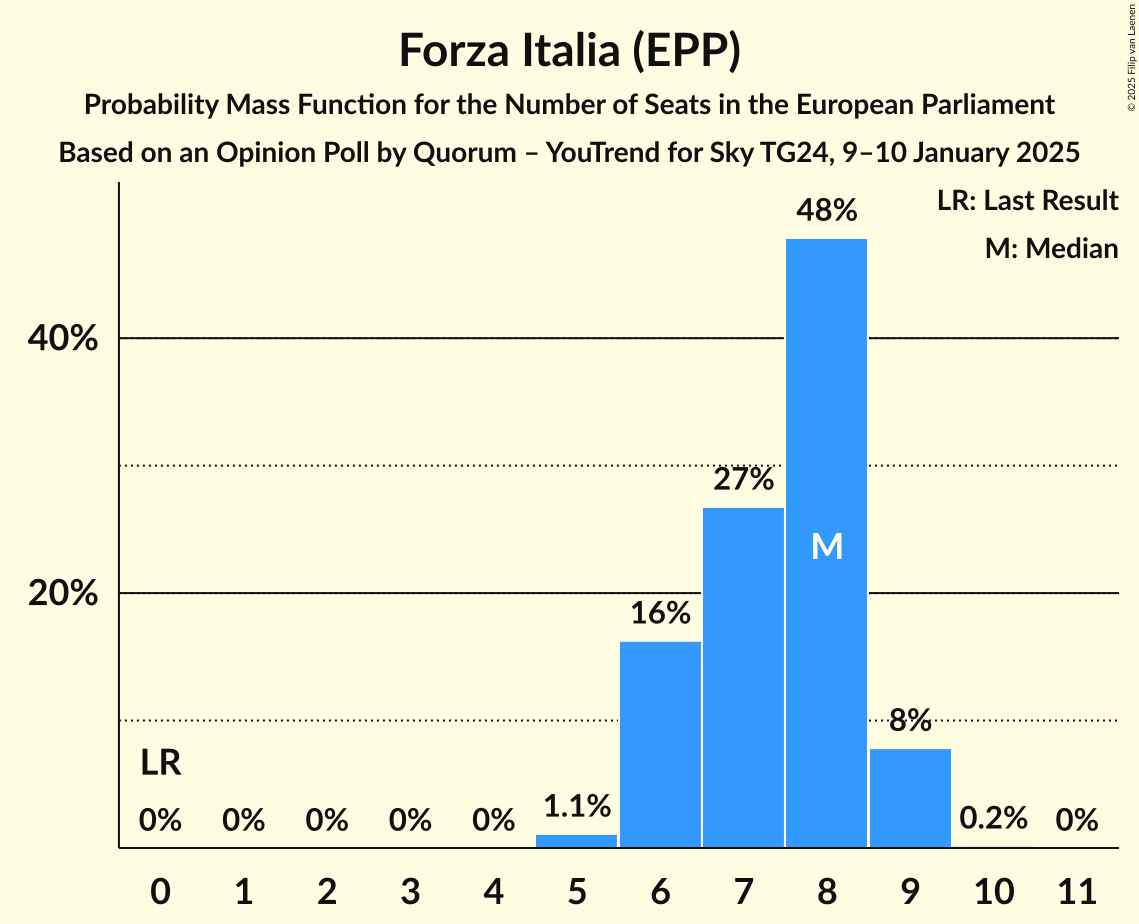 Forza Italia (EPP)
Probability Mass Function for the Number of Seats in the European Parliament
Based on an Opinion Poll by Quorum – YouTrend for Sky TG24, 9–10 January 2025
© 2025 Filip van Laenen
LR: Last Result
M: Median
40%
20%
48%
27%
16%
8%
M
LR
0% 0% 0% 0% 0% 1.1% 0.2% 0%
0 1 2 3 4 5 6 7 8 9 10 11